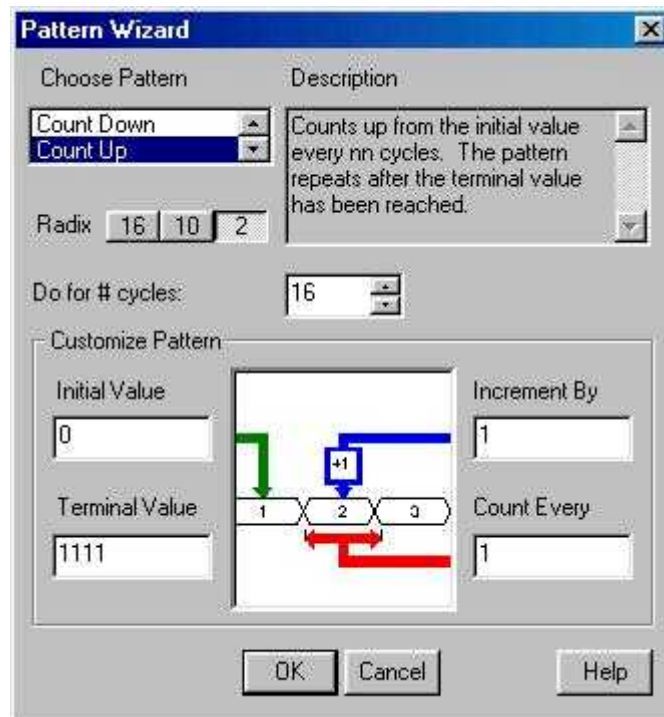 Pattern Wizard
Choose Pattern
Description
Count Down
Count Up
Counts up from the initial value
every nn cycles. The pattern
repeats after the terminal value
has been reached.
Radix 16 10 2
Do for # cycles: 16
Customize Pattern
Initial Value
0
Increment By
1
+1
1 2 3
Terminal Value
1111
Count Every
1
OK Cancel Help